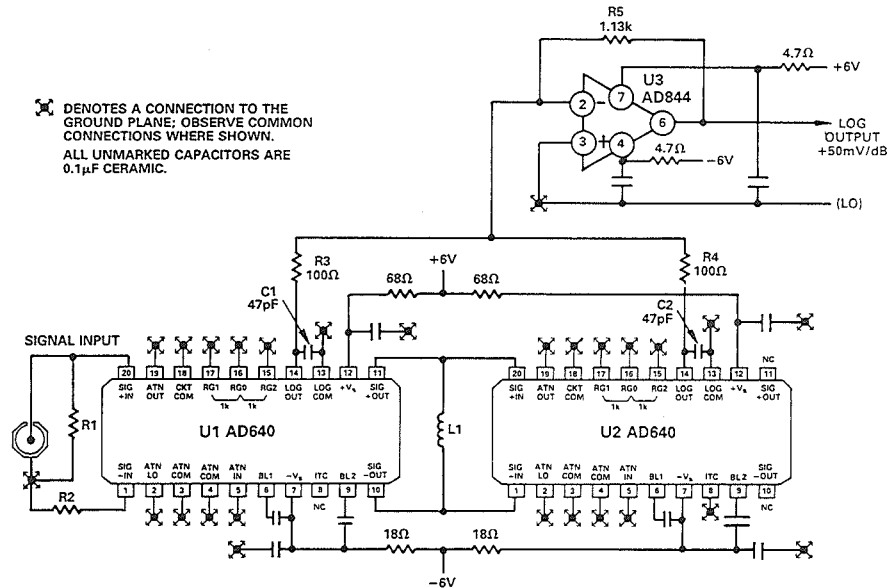 R5
1.13k
4.7Ω
+6V
U3
AD844
2
−
7
6
3
+
4
4.7Ω
−6V
LOG
OUTPUT
+50mV/dB
(LO)
DENOTES A CONNECTION TO THE
GROUND PLANE; OBSERVE COMMON
CONNECTIONS WHERE SHOWN.
ALL UNMARKED CAPACITORS ARE
0.1µF CERAMIC.
R3
100Ω
+6V
R4
100Ω
C1
47pF
68Ω
68Ω
C2
47pF
SIGNAL INPUT
R1
R2
20 19 18 17 16 15 14 13 12 11
SIG +IN
ATN OUT
CKT COM
RG1
RG0
RG2
LOG OUT
LOG COM
+Vs
SIG +OUT
1k 1k
U1 AD640
SIG −IN
ATN LO
ATN COM
ATN COM
ATN IN
BL1
−Vs
ITC
BL2
SIG −OUT
1 2 3 4 5 6 7 8 9 10
NC
L1
NC
20 19 18 17 16 15 14 13 12 11
SIG +IN
ATN OUT
CKT COM
RG1
RG0
RG2
LOG OUT
LOG COM
+Vs
SIG +OUT
1k 1k
U2 AD640
SIG −IN
ATN LO
ATN COM
ATN COM
ATN IN
BL1
−Vs
ITC
BL2
SIG −OUT
1 2 3 4 5 6 7 8 9 10
NC
18Ω
18Ω
−6V